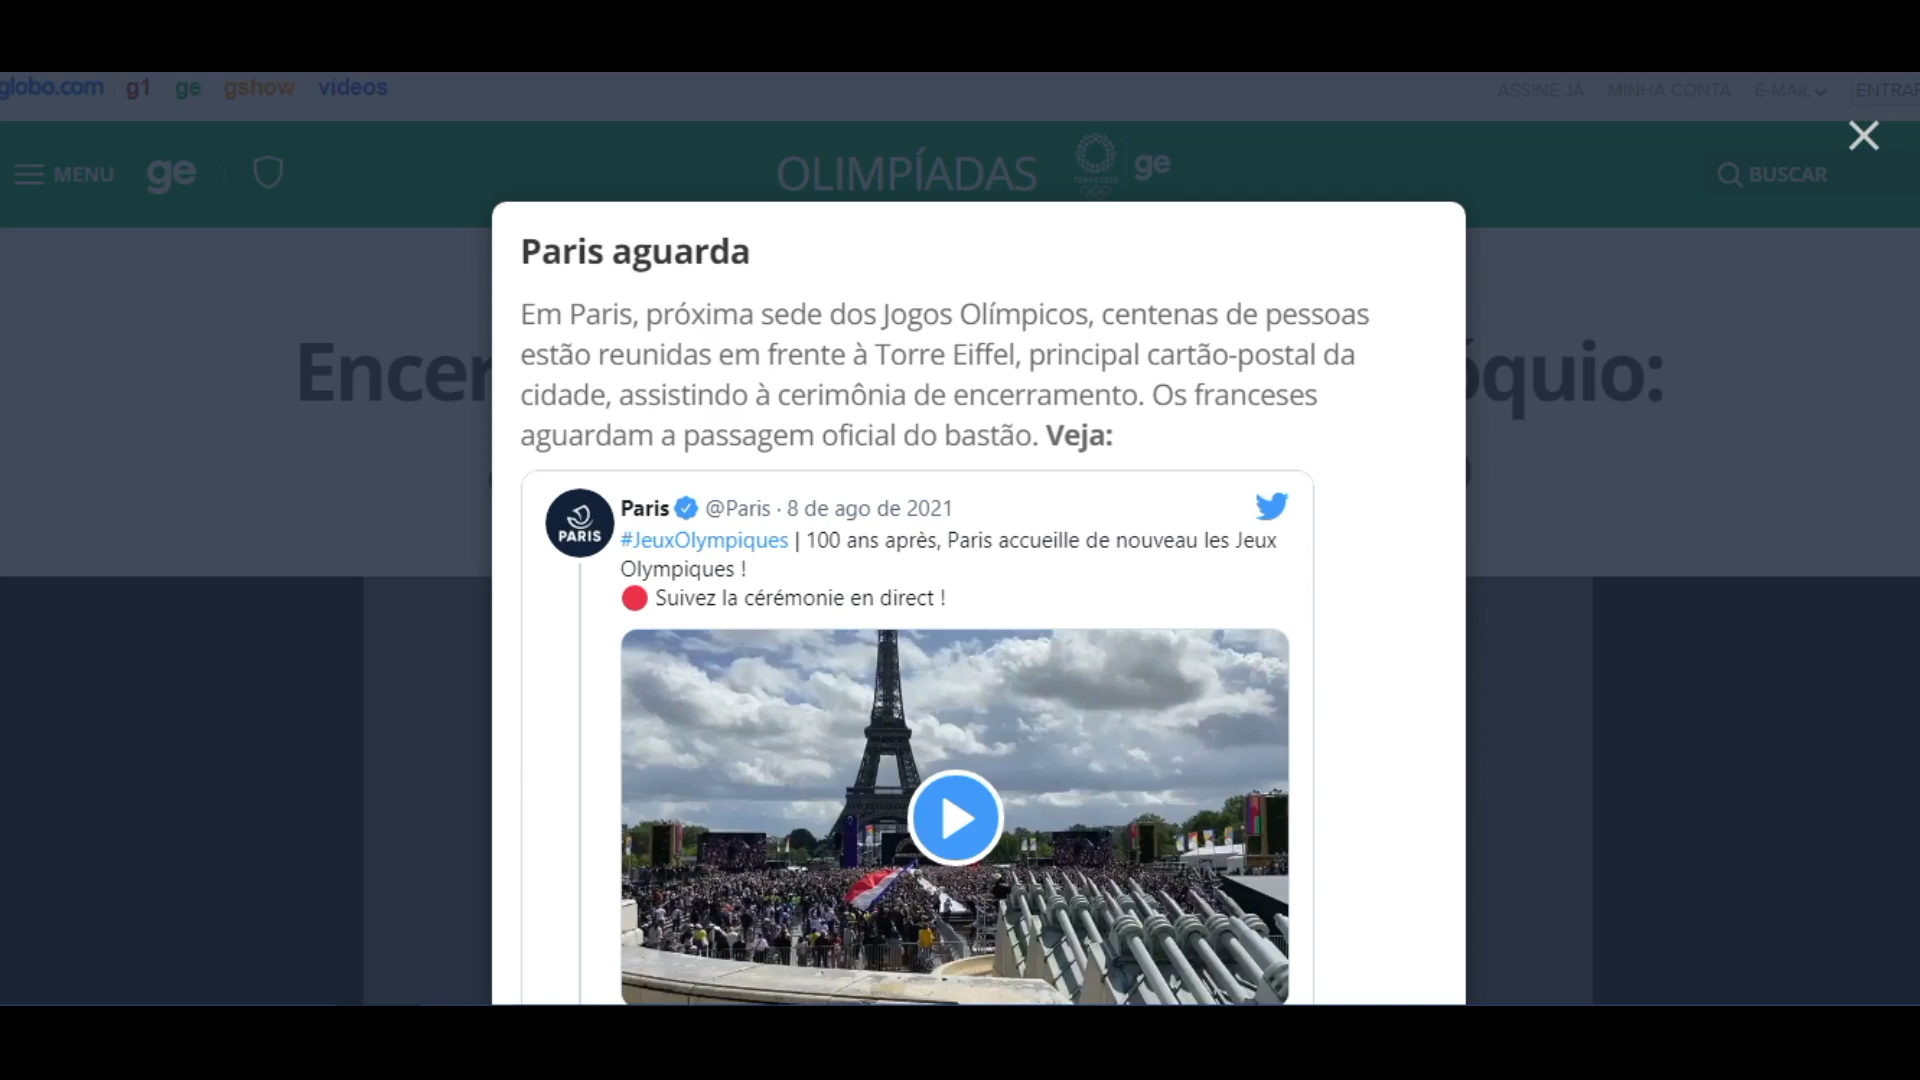 globo.com g1 ge gshow videos ASSINE JÁ MINHA CONTA E-MAIL ENTRAR
MENU ge OLIMPÍADAS ge BUSCAR
Paris aguarda
Em Paris, próxima sede dos Jogos Olímpicos, centenas de pessoas
estão reunidas em frente à Torre Eiffel, principal cartão-postal da
cidade, assistindo à cerimônia de encerramento. Os franceses
aguardam a passagem oficial do bastão. Veja:
Encer
óquio:
PARIS
Paris @Paris · 8 de ago de 2021
#JeuxOlympiques | 100 ans après, Paris accueille de nouveau les Jeux
Olympiques !
Suivez la cérémonie en direct !